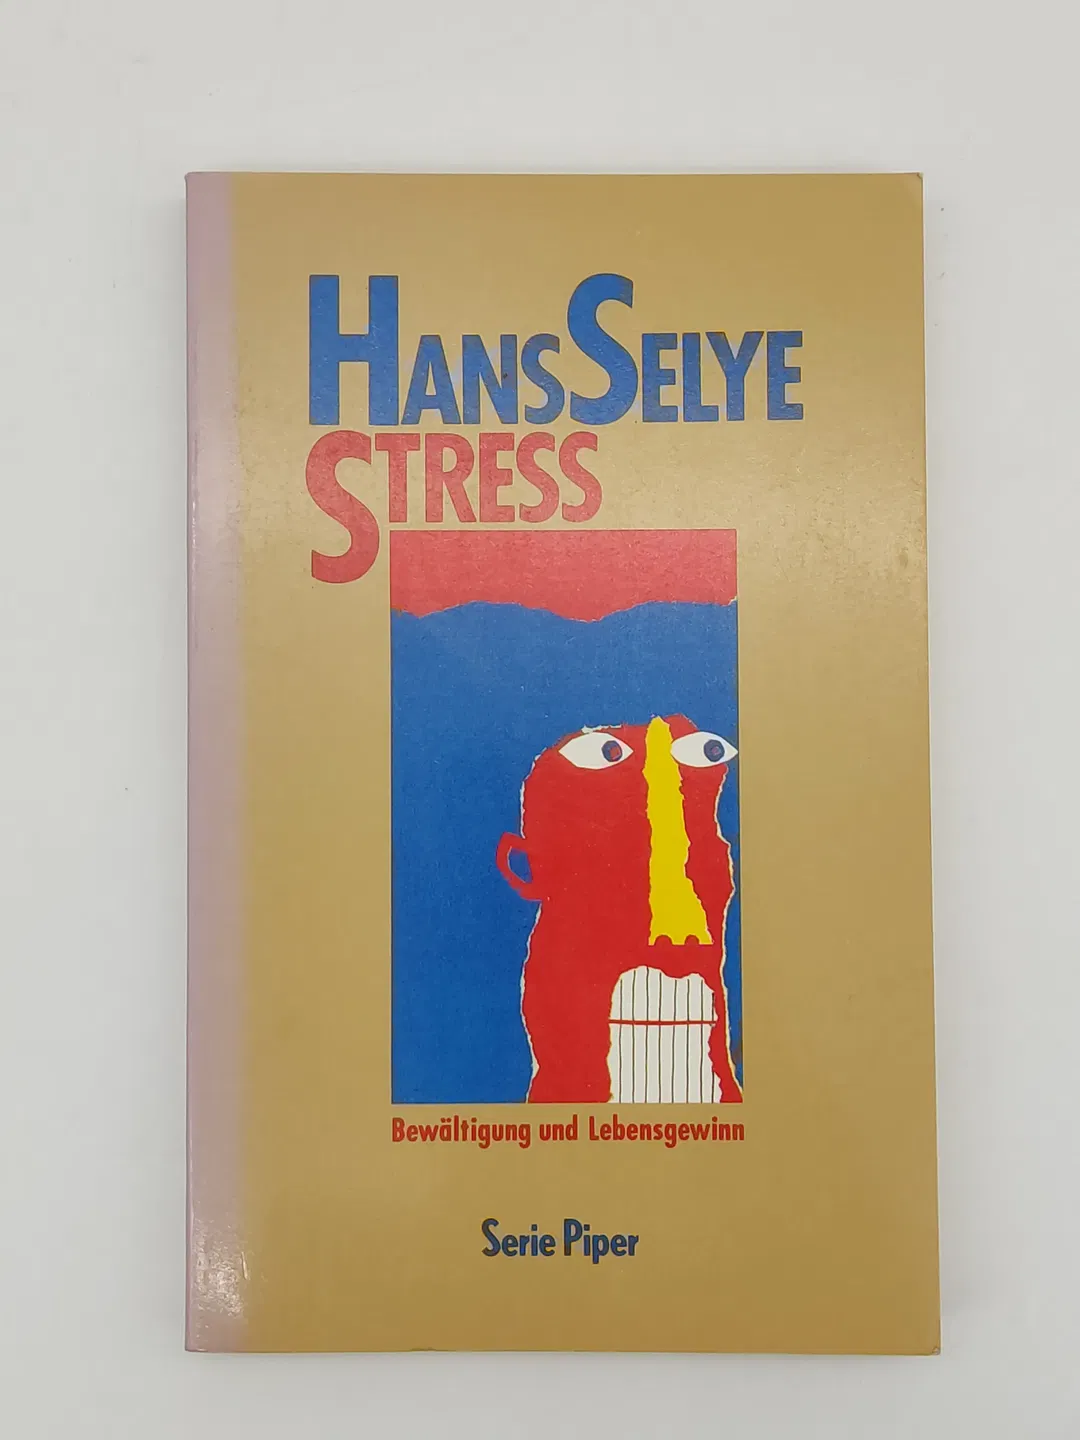 HANS SELYE
STRESS
Bewältigung und Lebensgewinn
Serie Piper